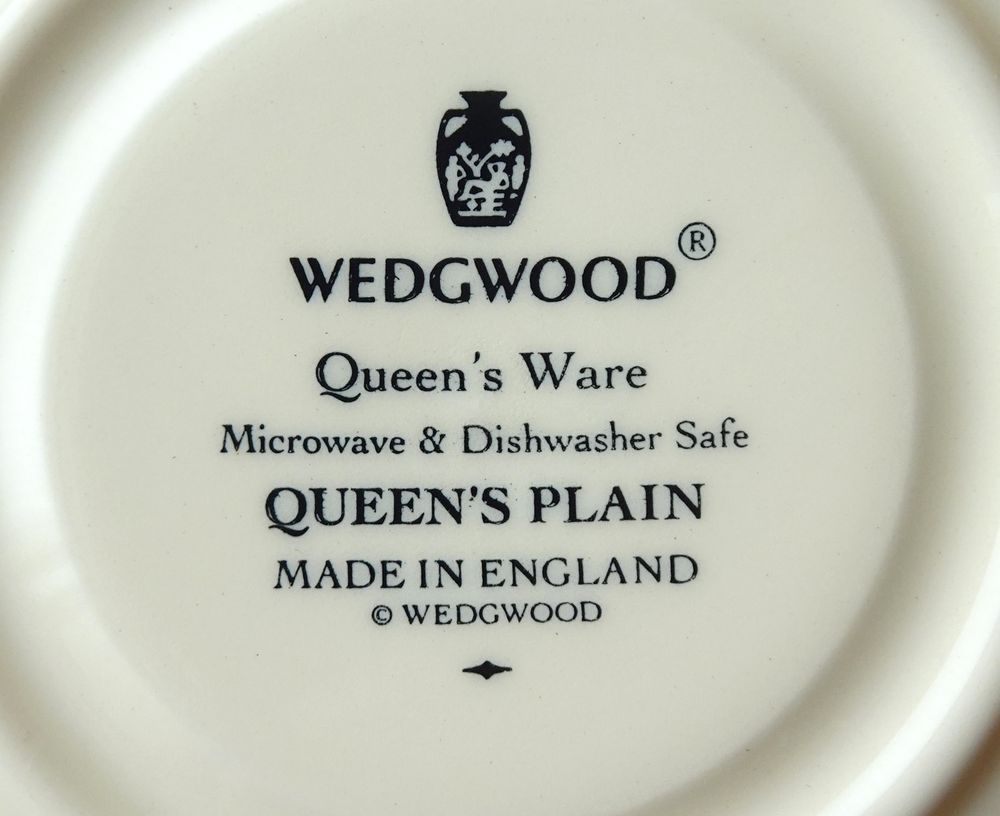 WEDGWOOD®
Queen's Ware
Microwave & Dishwasher Safe
QUEEN'S PLAIN
MADE IN ENGLAND
© WEDGWOOD